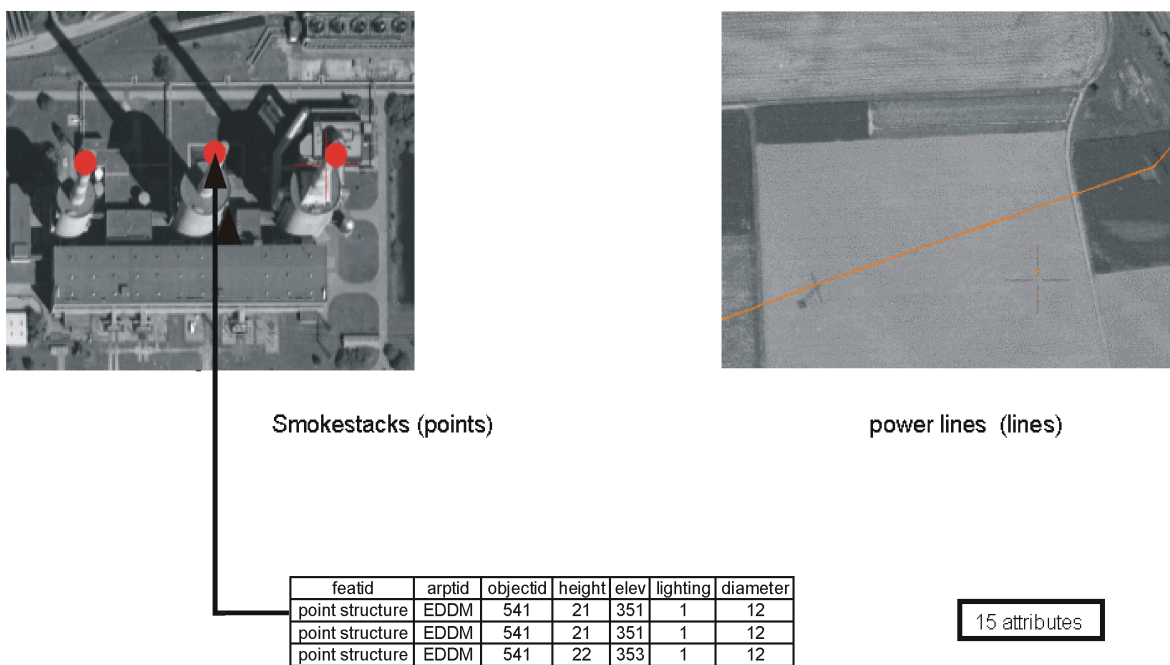 Smokestacks (points)
power lines (lines)
featid arptid objectid height elev lighting diameter
point structure EDDM 541 21 351 1 12
point structure EDDM 541 21 351 1 12
point structure EDDM 541 22 353 1 12
15 attributes